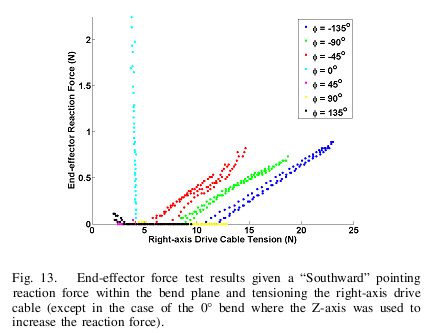 End-effector Reaction Force (N)
2
1.5
1
0.5
0
0 5 10 15 20 25
Right-axis Drive Cable Tension (N)
ϕ = -135°
ϕ = -90°
ϕ = -45°
ϕ = 0°
ϕ = 45°
ϕ = 90°
ϕ = 135°
Fig. 13. End-effector force test results given a “Southward” pointing
reaction force within the bend plane and tensioning the right-axis drive
cable (except in the case of the 0° bend where the Z-axis was used to
increase the reaction force).